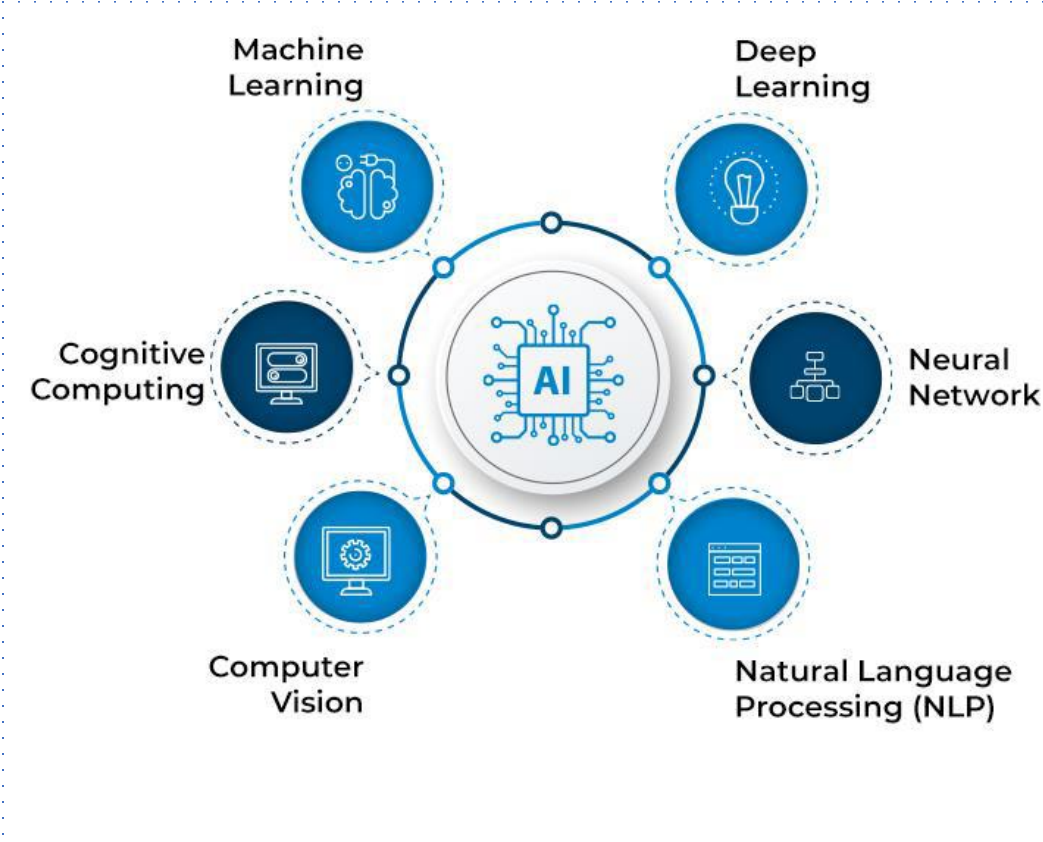 Machine
Learning
Deep
Learning
Cognitive
Computing
AI
Neural
Network
Computer
Vision
Natural Language
Processing (NLP)